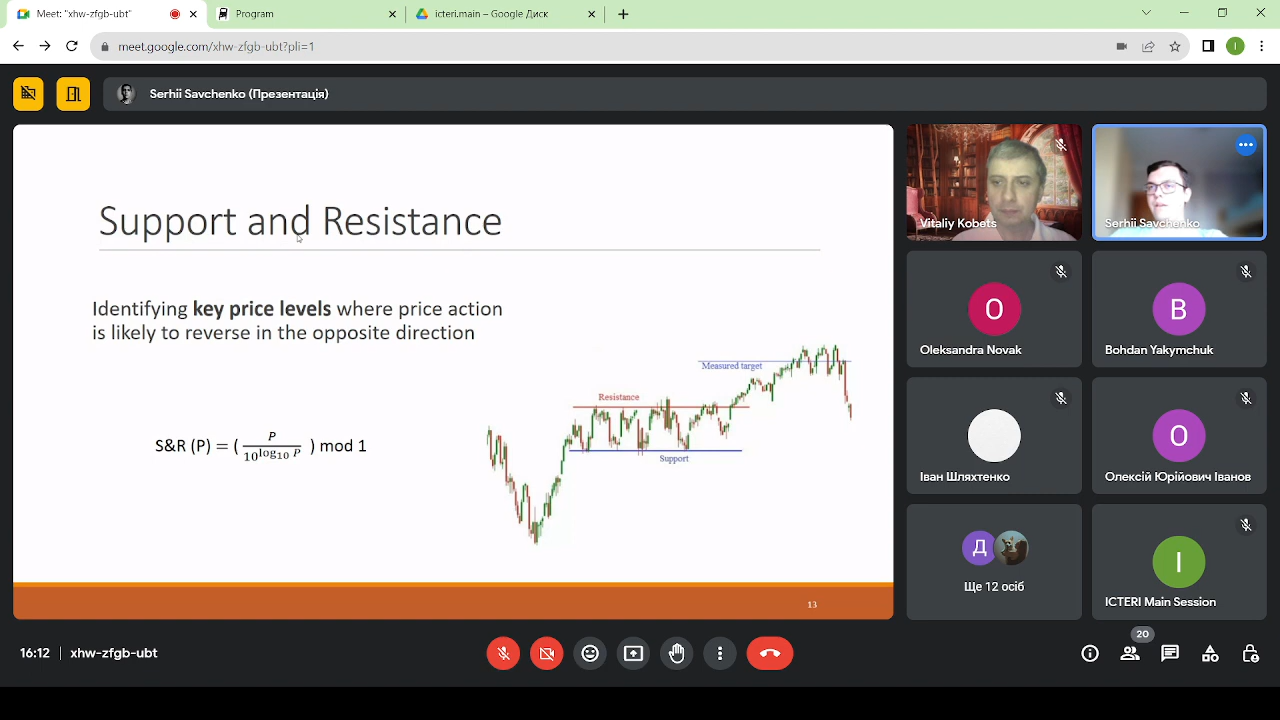 Meet: "xhw-zfgb-ubt"
Program
icteri.main – Google Диск
meet.google.com/xhw-zfgb-ubt?pli=1
I
Serhii Savchenko (Презентація)
Support and Resistance
Identifying key price levels where price action
is likely to reverse in the opposite direction
S&R (P) = ( P / 10^log₁₀ P ) mod 1
Measured target
Resistance
Support
13
Vitaliy Kobets
Serhii Savchenko
O
Oleksandra Novak
B
Bohdan Yakymchuk
Іван Шляхтенко
О
Олексій Юрійович Іванов
Д
Ще 12 осіб
I
ICTERI Main Session
16:12 | xhw-zfgb-ubt
20